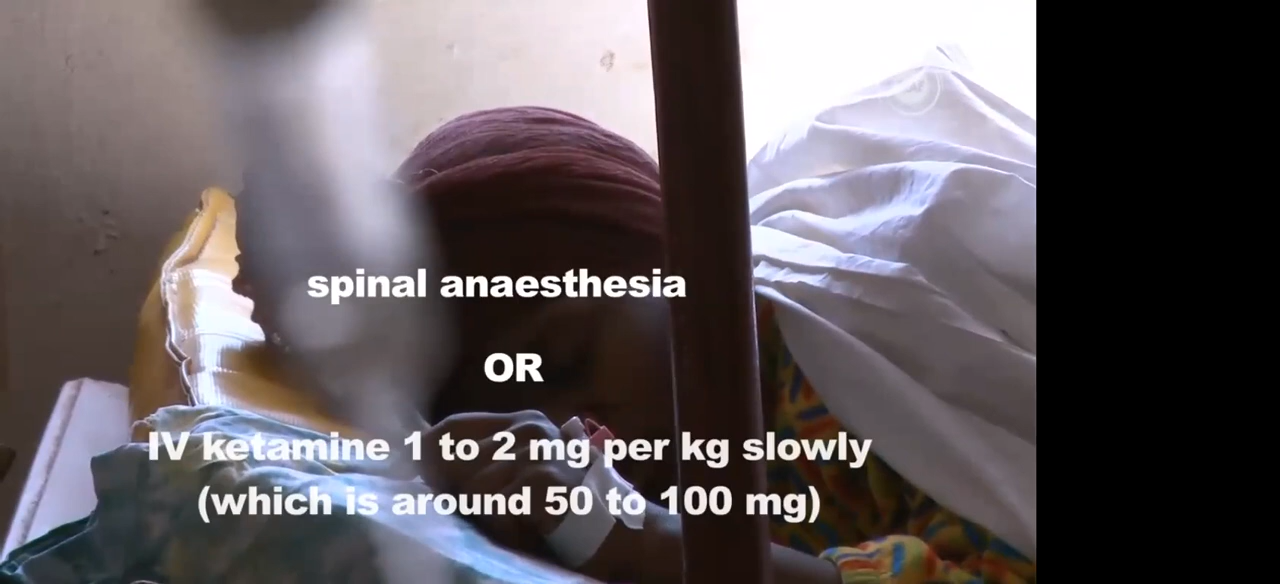 spinal anaesthesia
OR
IV ketamine 1 to 2 mg per kg slowly
(which is around 50 to 100 mg)